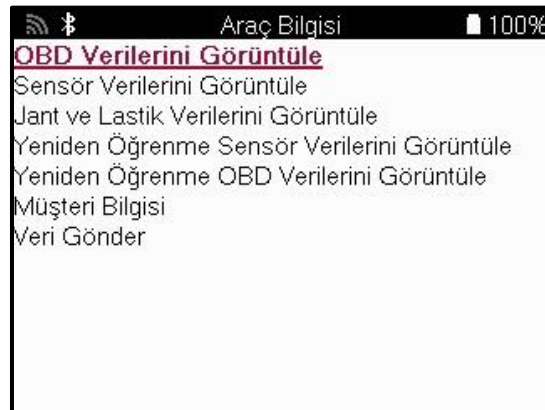 Araç Bilgisi 100%
OBD Verilerini Görüntüle
Sensör Verilerini Görüntüle
Jant ve Lastik Verilerini Görüntüle
Yeniden Öğrenme Sensör Verilerini Görüntüle
Yeniden Öğrenme OBD Verilerini Görüntüle
Müşteri Bilgisi
Veri Gönder